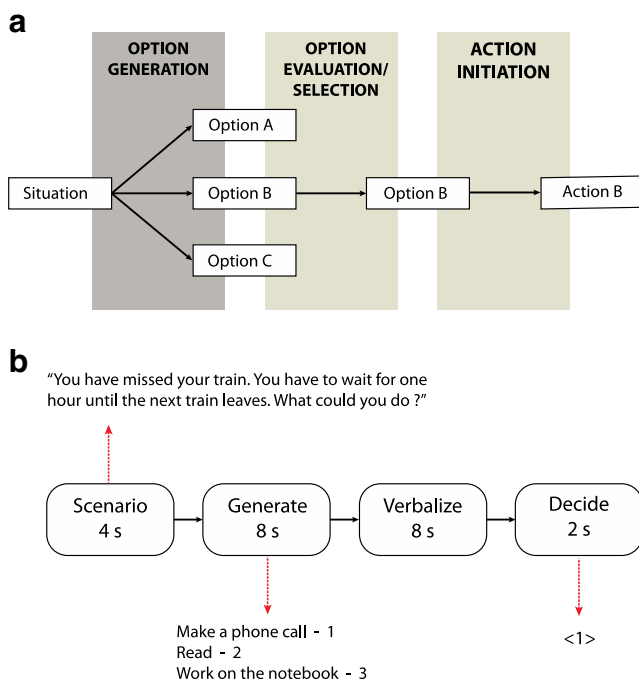 a
OPTION
GENERATION
OPTION
EVALUATION/
SELECTION
ACTION
INITIATION
Option A
Situation
Option B
Option B
Action B
Option C
b
“You have missed your train. You have to wait for one
hour until the next train leaves. What could you do ?”
Scenario
4 s
Generate
8 s
Verbalize
8 s
Decide
2 s
Make a phone call - 1
Read - 2
Work on the notebook - 3
<1>